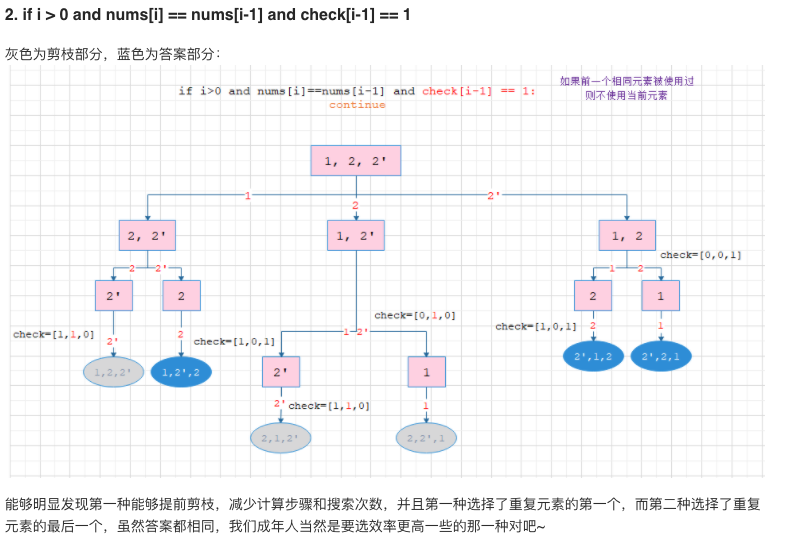 2. if i > 0 and nums[i] == nums[i-1] and check[i-1] == 1
灰色为剪枝部分，蓝色为答案部分：
if i>0 and nums[i]==nums[i-1] and check[i-1] == 1:
continue
如果前一个相同元素被使用过
则不使用当前元素
1, 2, 2'
1
2
2'
2, 2'
1, 2'
1, 2
check=[0,0,1]
2
2'
1
2
2'
2
2
1
check=[0,1,0]
check=[1,1,0]
2'
2
check=[1,0,1]
1
2'
check=[1,0,1]
2
1
1,2,2'
1,2',2
2'
1
2',1,2
2',2,1
2'
check=[1,1,0]
1
2,1,2'
2,2',1
能够明显发现第一种能够提前剪枝，减少计算步骤和搜索次数，并且第一种选择了重复元素的第一个，而第二种选择了重复
元素的最后一个，虽然答案都相同，我们成年人当然是要选效率更高一些的那一种对吧~